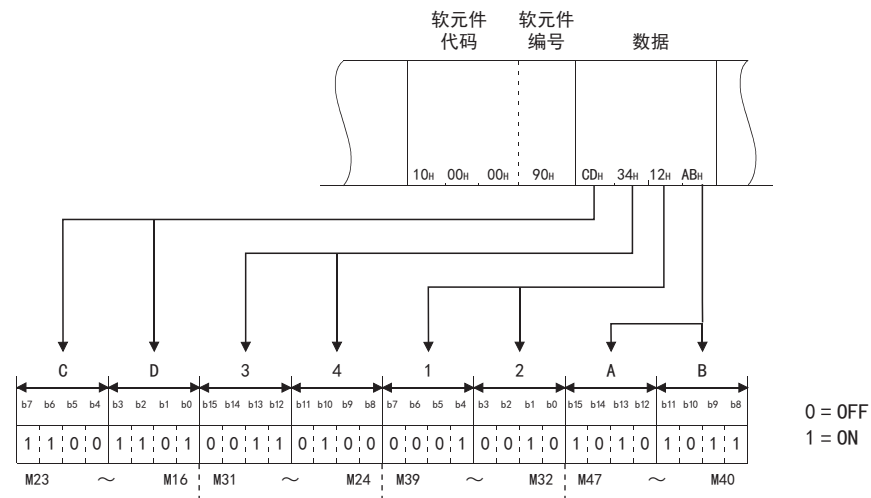 软元件 软元件
代码 编号 数据
10H 00H 00H 90H CDH 34H 12H ABH
C D 3 4 1 2 A B
b7 b6 b5 b4 b3 b2 b1 b0 b15 b14 b13 b12 b11 b10 b9 b8 b7 b6 b5 b4 b3 b2 b1 b0 b15 b14 b13 b12 b11 b10 b9 b8
0 = OFF
1 1 0 0 1 1 0 1 0 0 1 1 0 1 0 0 0 0 0 1 0 0 1 0 1 0 1 0 1 0 1 1
1 = ON
M23 ～ M16 M31 ～ M24 M39 ～ M32 M47 ～ M40